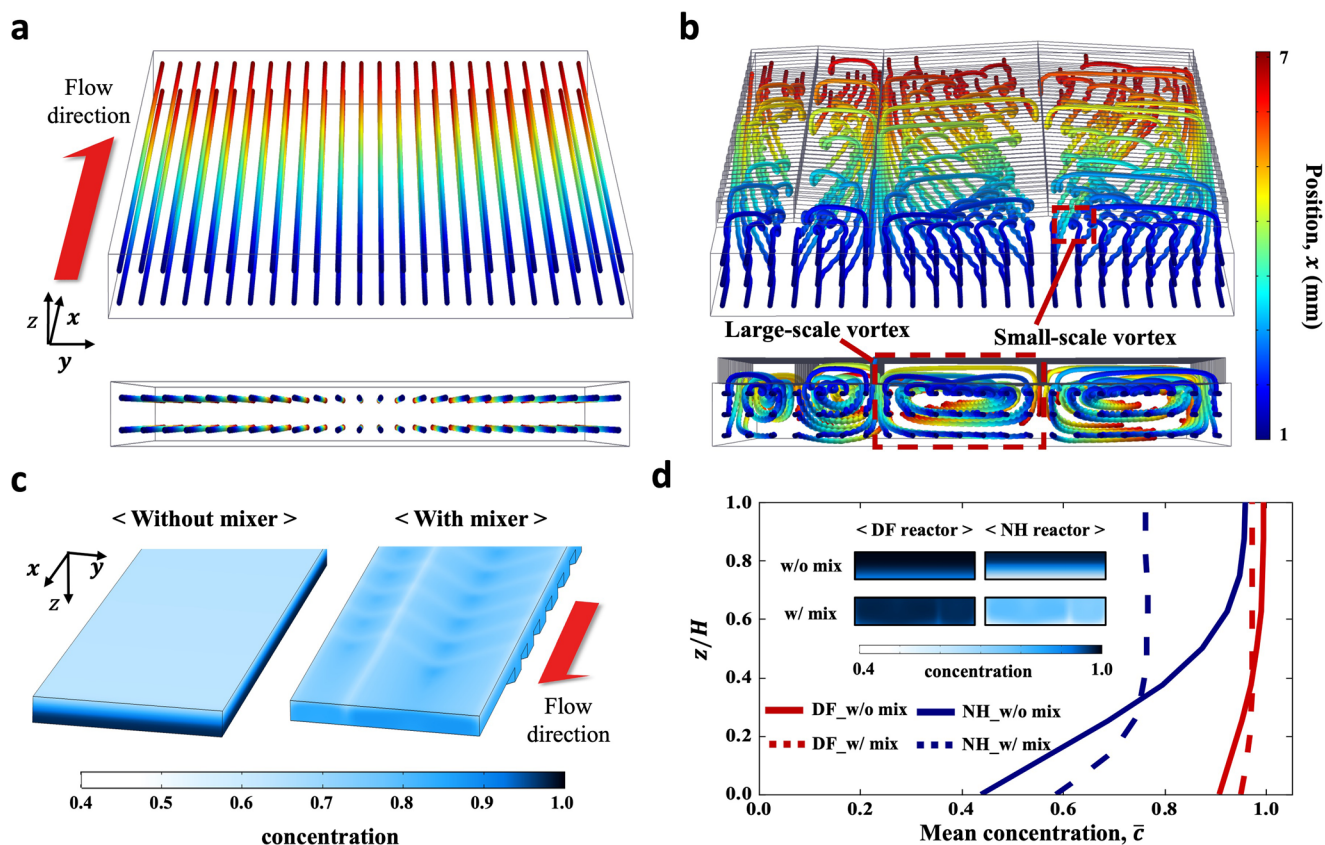 a
Flow
direction
z
x
y
b
7
Position, x (mm)
1
Large-scale vortex
Small-scale vortex
c
< Without mixer >
< With mixer >
x
y
z
Flow
direction
0.4 0.5 0.6 0.7 0.8 0.9 1.0
concentration
d
1.0
0.8
0.6
0.4
0.2
0.0
z/H
< DF reactor > < NH reactor >
w/o mix
w/ mix
0.4 concentration 1.0
DF_w/o mix NH_w/o mix
DF_w/ mix NH_w/ mix
0.0 0.2 0.4 0.6 0.8 1.0
Mean concentration, c̄